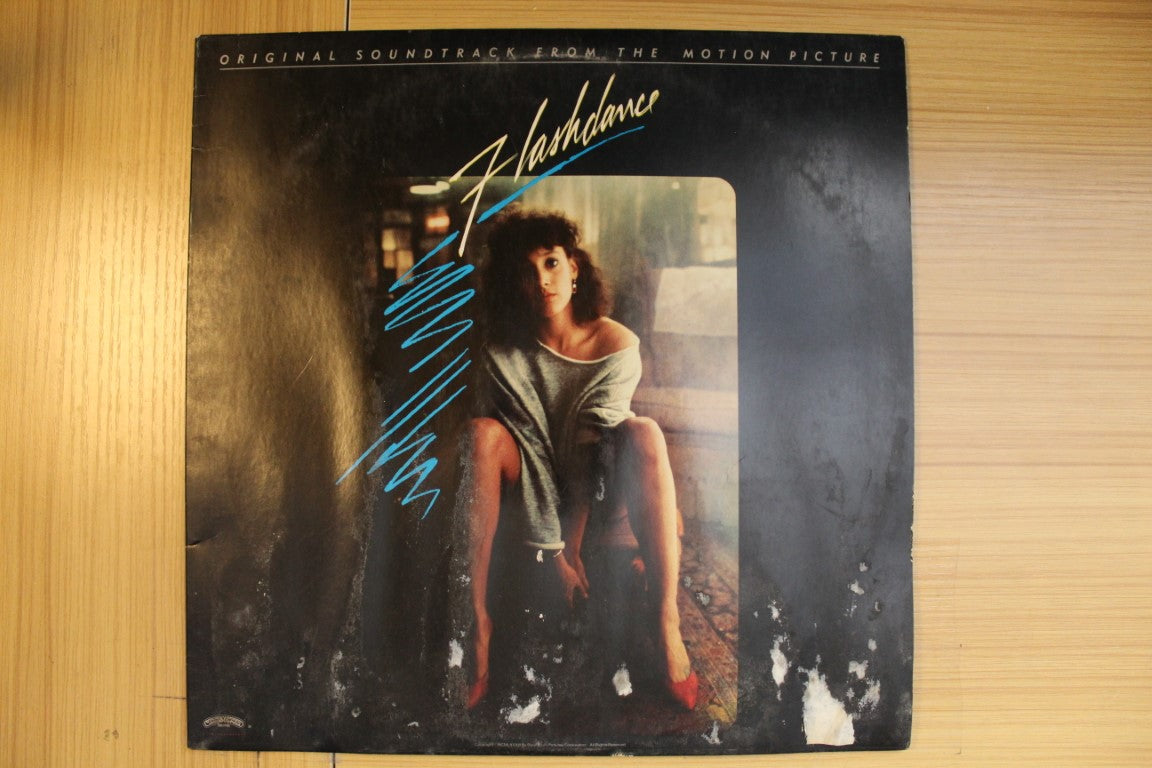 ORIGINAL SOUNDTRACK FROM THE MOTION PICTURE
Flashdance